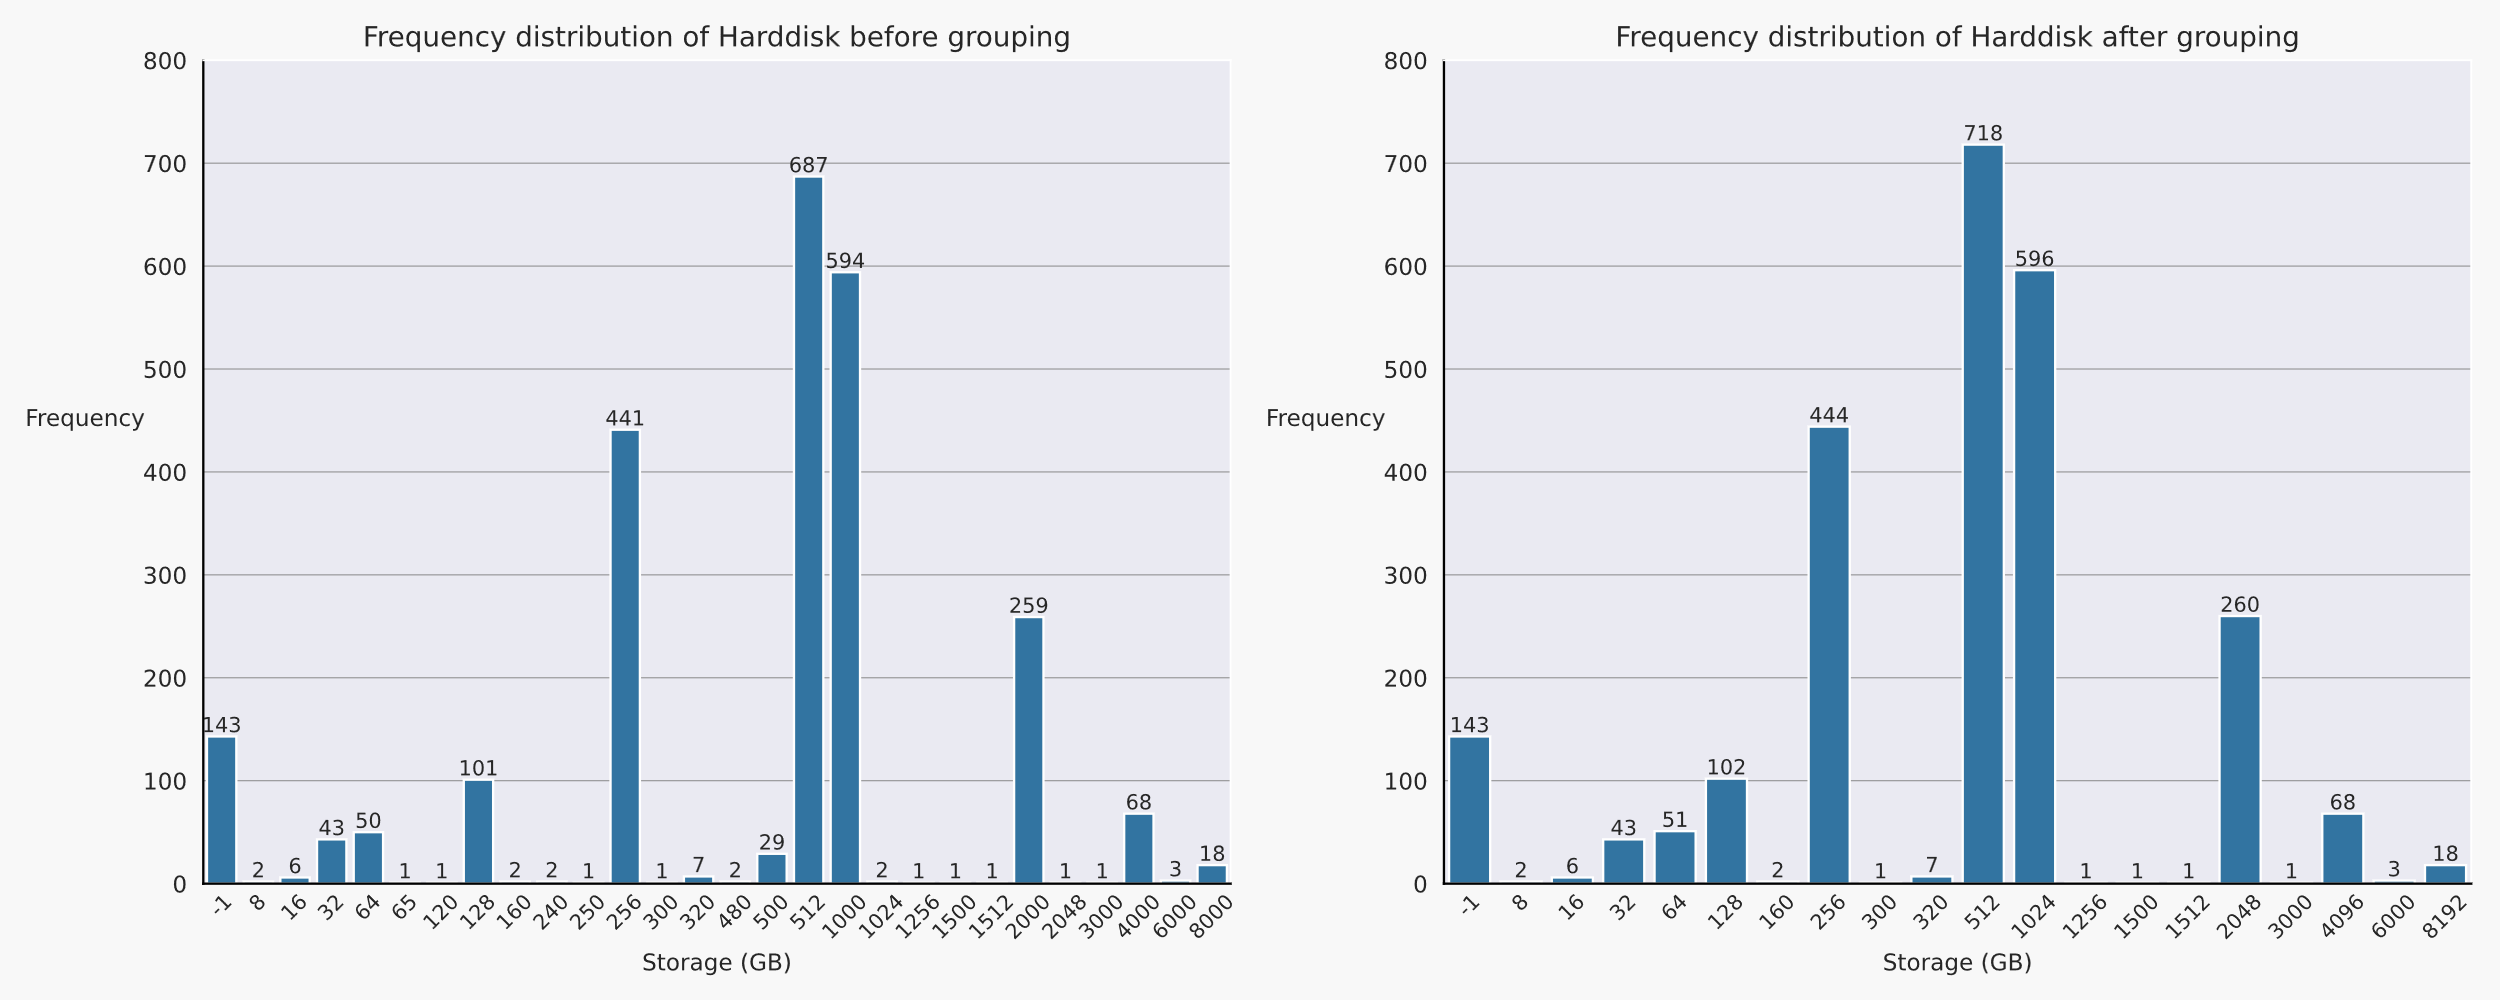 Frequency distribution of Harddisk before grouping
800
700
600
500
400
300
200
100
0
Frequency
143 2 6 43 50 1 1 101 2 2 1 441 1 7 2 29 687 594 2 1 1 1 259 1 1 68 3 18
-1 8 16 32 64 65 120 128 160 240 250 256 300 320 480 500 512 1000 1024 1256 1500 1512 2000 2048 3000 4000 6000 8000
Storage (GB)
Frequency distribution of Harddisk after grouping
800
700
600
500
400
300
200
100
0
Frequency
143 2 6 43 51 102 2 444 1 7 718 596 1 1 1 260 1 68 3 18
-1 8 16 32 64 128 160 256 300 320 512 1024 1256 1500 1512 2048 3000 4096 6000 8192
Storage (GB)